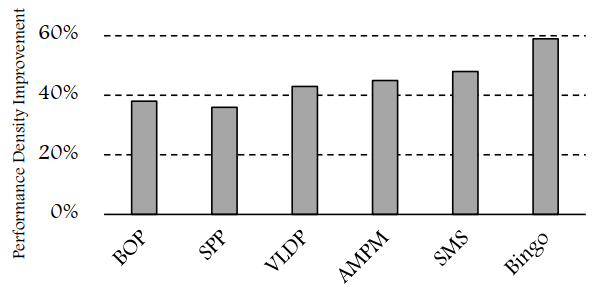 Performance Density Improvement
60%
40%
20%
0%
BOP
SPP
VLDP
AMPM
SMS
Bingo